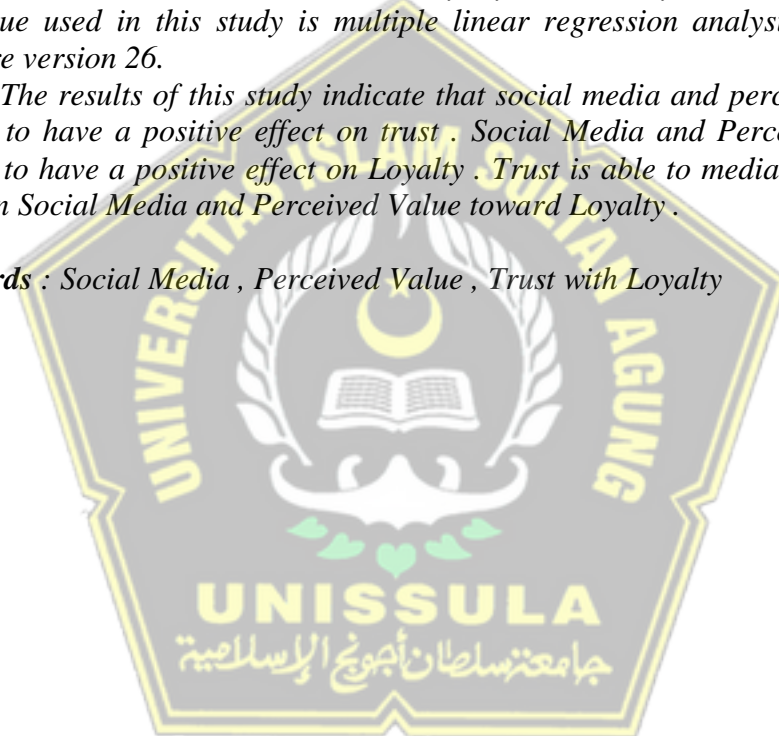 ue used in this study is multiple linear regression analysi
re version 26.
The results of this study indicate that social media and perc
to have a positive effect on trust . Social Media and Perce
to have a positive effect on Loyalty . Trust is able to media
n Social Media and Perceived Value toward Loyalty .
rds : Social Media , Perceived Value , Trust with Loyalty
UNIVERSITAS ISLAM SULTAN AGUNG
UNISSULA
جامعة سلطان أجونج الإسلامية